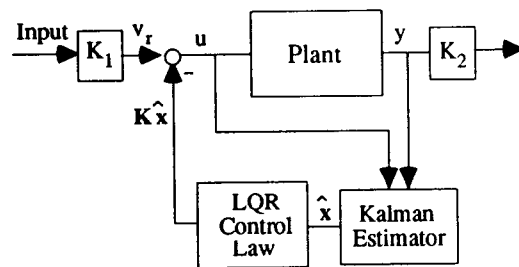 Input
K₁
vᵣ
-
u
Plant
y
K₂
Kx̂
LQR
Control
Law
x̂
Kalman
Estimator